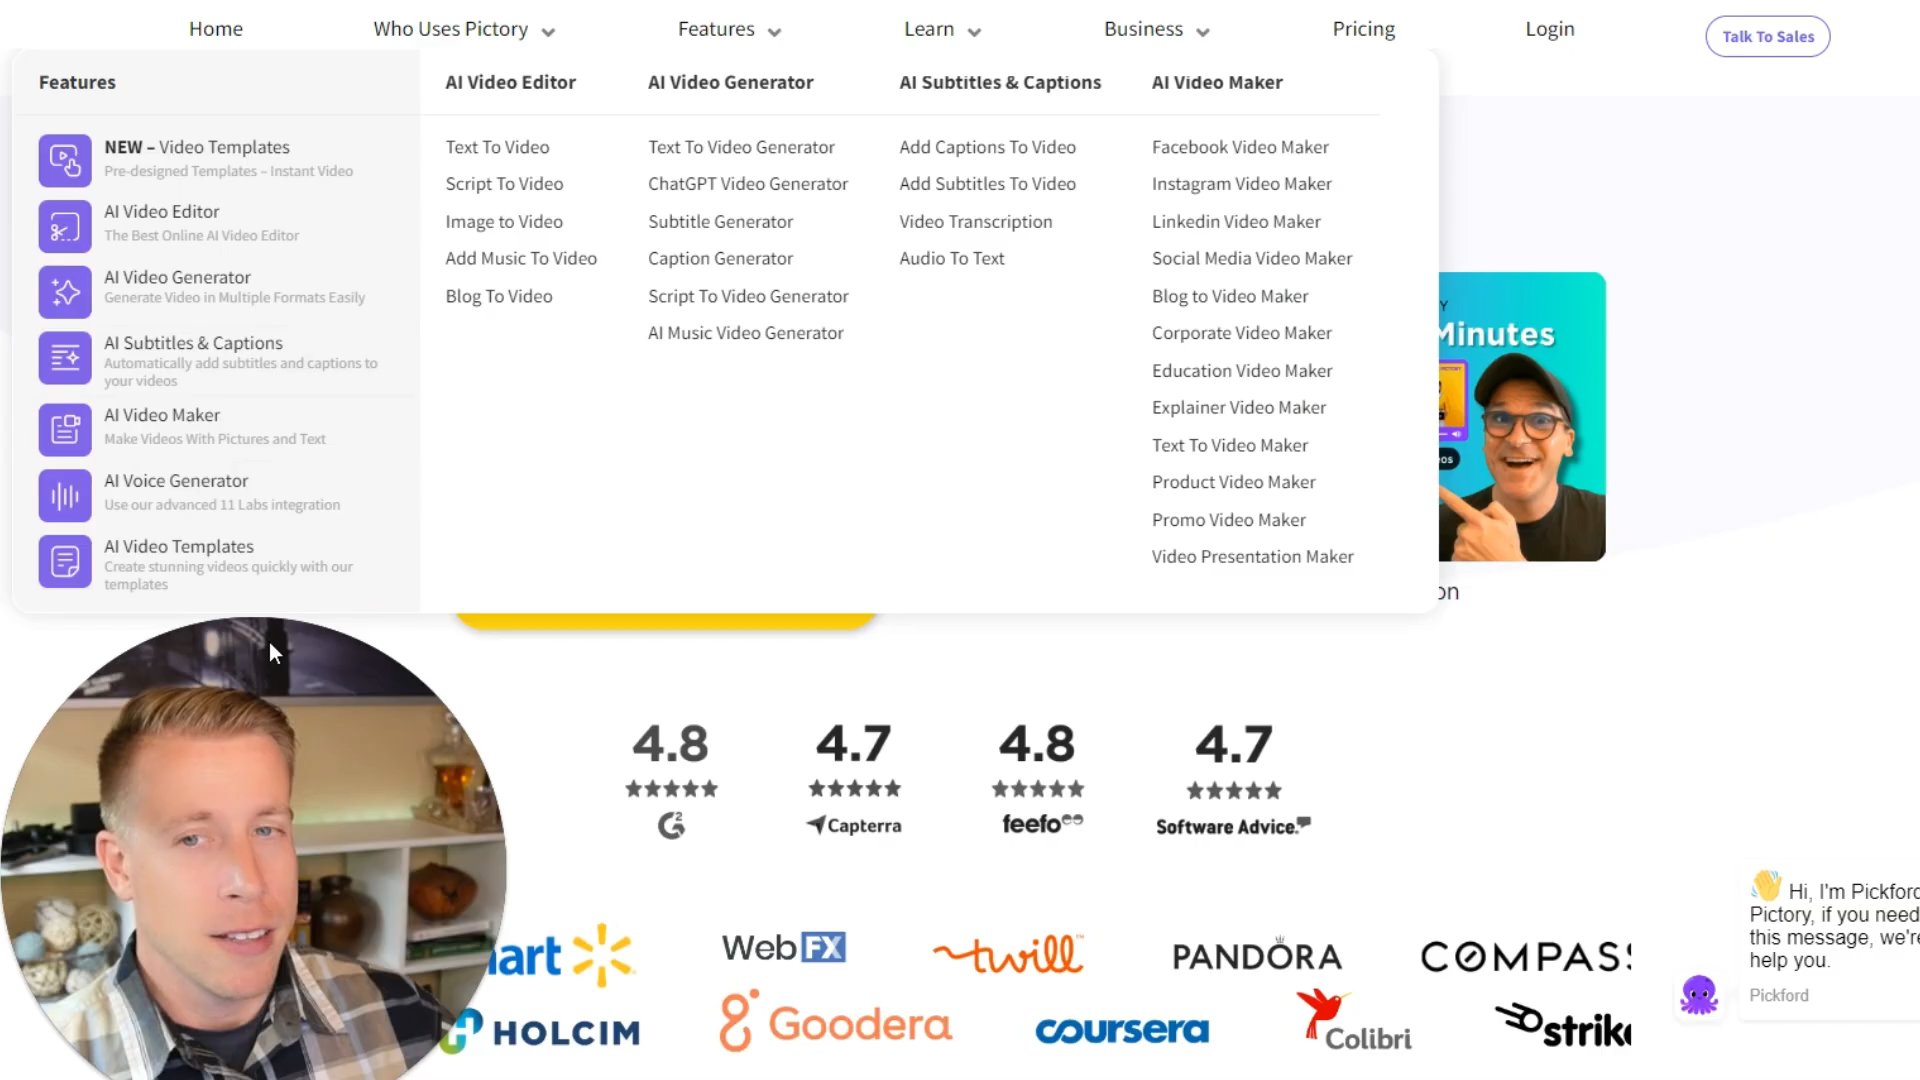 Home
Who Uses Pictory
Features
Learn
Business
Pricing
Login
Talk To Sales
Features
NEW – Video Templates
Pre-designed Templates – Instant Video
AI Video Editor
The Best Online AI Video Editor
AI Video Generator
Generate Video in Multiple Formats Easily
AI Subtitles & Captions
Automatically add subtitles and captions to
your videos
AI Video Maker
Make Videos With Pictures and Text
AI Voice Generator
Use our advanced 11 Labs integration
AI Video Templates
Create stunning videos quickly with our
templates
AI Video Editor
Text To Video
Script To Video
Image to Video
Add Music To Video
Blog To Video
AI Video Generator
Text To Video Generator
ChatGPT Video Generator
Subtitle Generator
Caption Generator
Script To Video Generator
AI Music Video Generator
AI Subtitles & Captions
Add Captions To Video
Add Subtitles To Video
Video Transcription
Audio To Text
AI Video Maker
Facebook Video Maker
Instagram Video Maker
Linkedin Video Maker
Social Media Video Maker
Blog to Video Maker
Corporate Video Maker
Education Video Maker
Explainer Video Maker
Text To Video Maker
Product Video Maker
Promo Video Maker
Video Presentation Maker
Y
Minutes
os
on
4.8
G2
4.7
Capterra
4.8
feefo
4.7
Software Advice.
art
WebFX
twill
PANDÖRA
COMPASS
HOLCIM
Goodera
coursera
Colibri
strik
👋 Hi, I'm Pickford
Pictory, if you need
this message, we're
help you.
Pickford